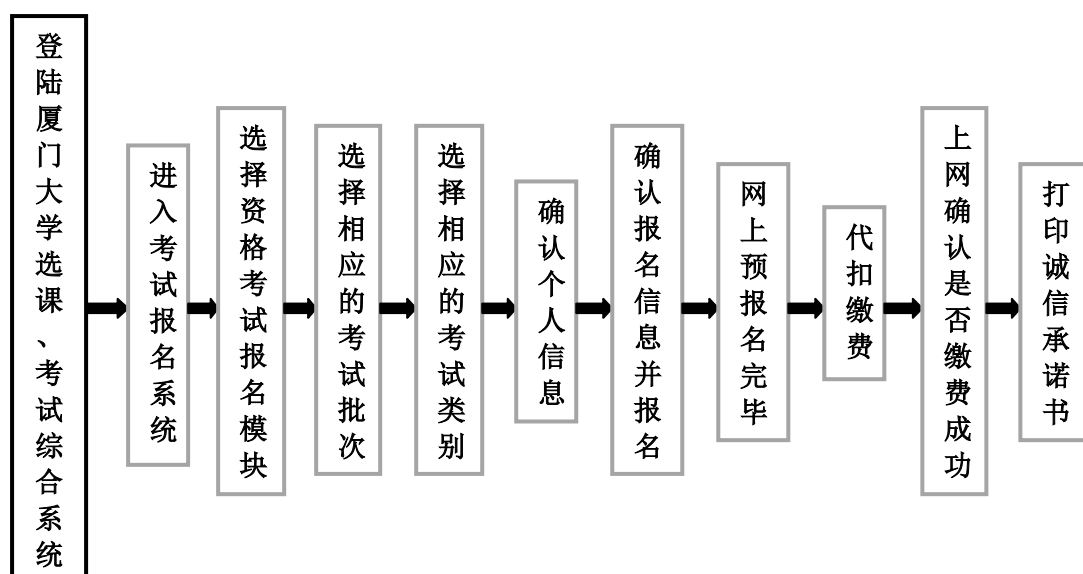 登陆厦门大学选课、考试综合系统
进入考试报名系统
选择资格考试报名模块
选择相应的考试批次
选择相应的考试类别
确认个人信息
确认报名信息并报名
网上预报名完毕
代扣缴费
上网确认是否缴费成功
打印诚信承诺书